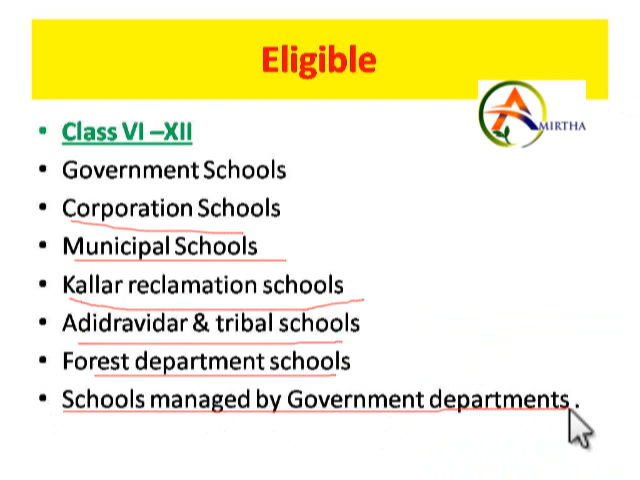 Eligible
AMIRTHA
• Class VI –XII
• Government Schools
• Corporation Schools
• Municipal Schools
• Kallar reclamation schools
• Adidravidar & tribal schools
• Forest department schools
• Schools managed by Government departments .